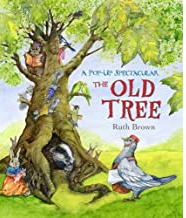 A POP-UP SPECTACULAR
THE OLD
TREE
Ruth Brown